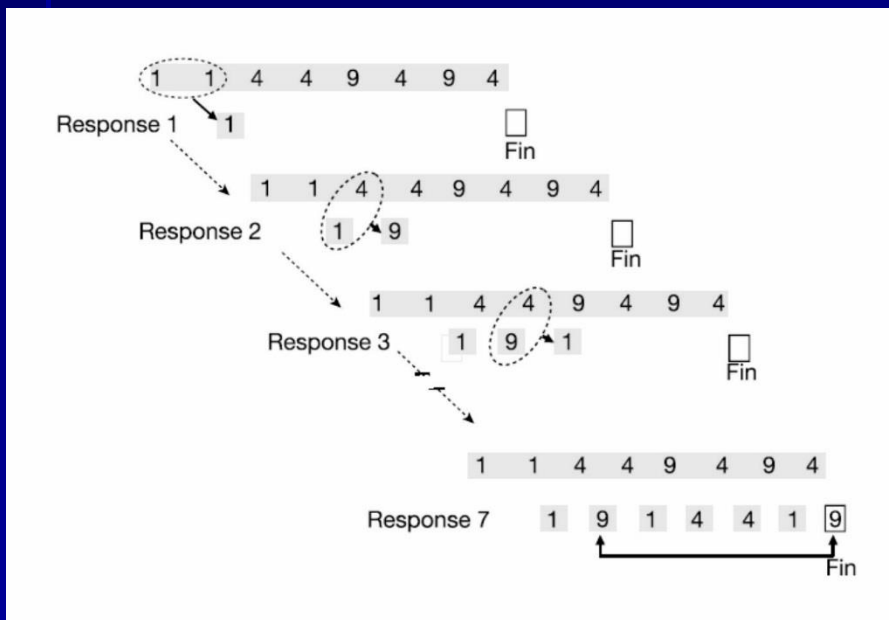 1 1 4 4 9 4 9 4
Response 1 1
Fin
1 1 4 4 9 4 9 4
Response 2 1 9
Fin
1 1 4 4 9 4 9 4
Response 3 1 9 1
Fin
1 1 4 4 9 4 9 4
Response 7 1 9 1 4 4 1 9
Fin